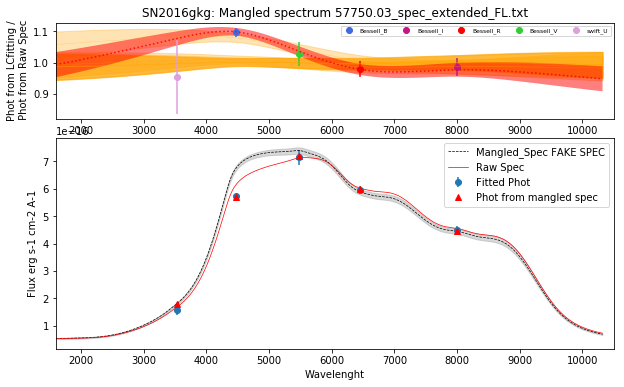 SN2016gkg: Mangled spectrum 57750.03_spec_extended_FL.txt
Phot from LCfitting /
Phot from Raw Spec
1.1
1.0
0.9
Bessell_B
Bessell_I
Bessell_R
Bessell_V
swift_U
2000
3000
4000
5000
6000
7000
8000
9000
10000
1e−16
Flux erg s-1 cm-2 A-1
7
6
5
4
3
2
1
Mangled_Spec FAKE SPEC
Raw Spec
Fitted Phot
Phot from mangled spec
2000
3000
4000
5000
6000
7000
8000
9000
10000
Wavelenght